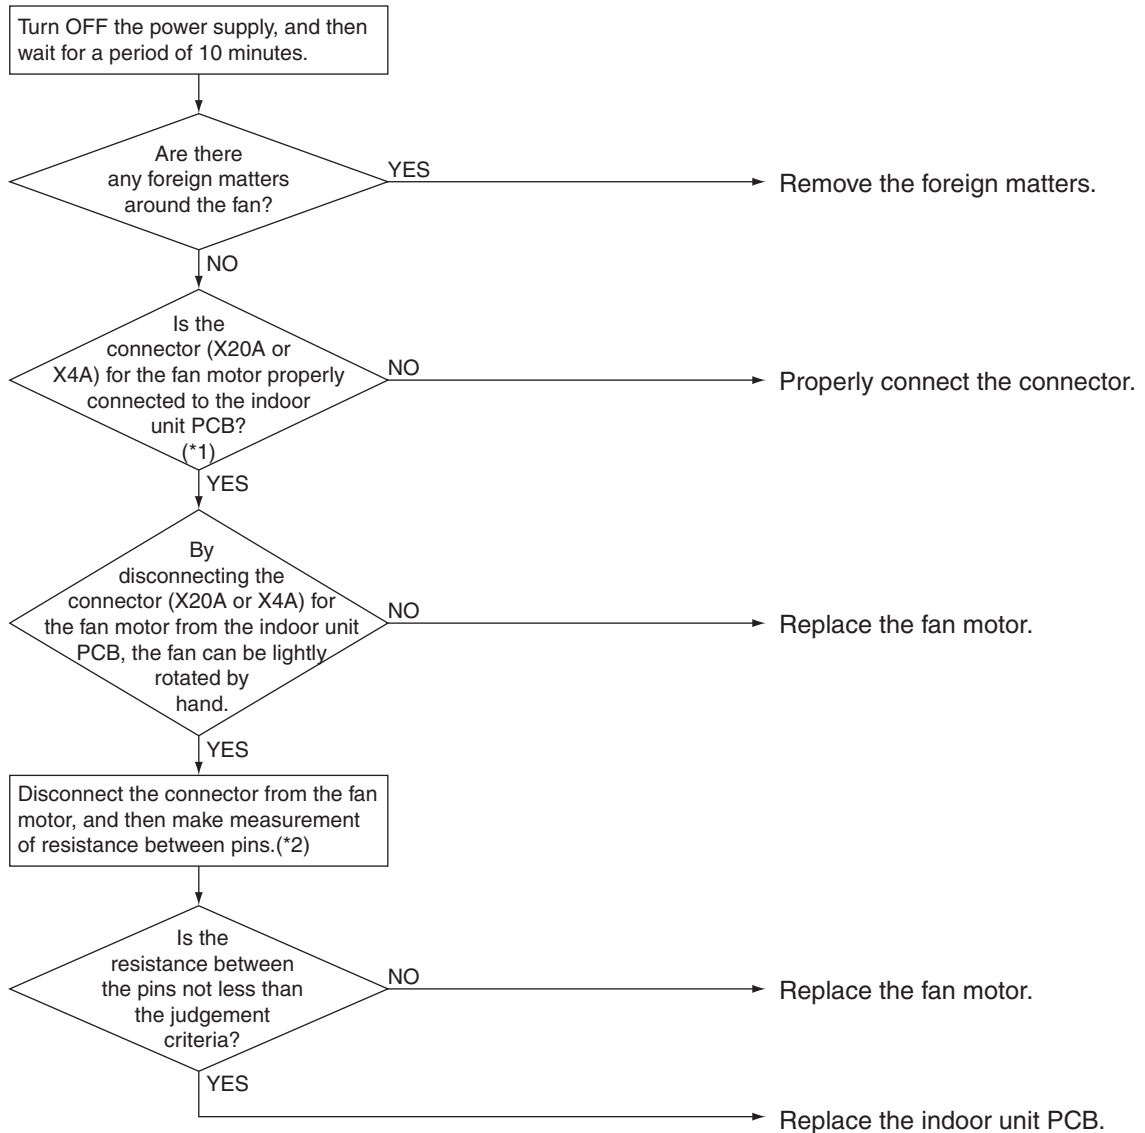 Turn OFF the power supply, and then
wait for a period of 10 minutes.
Are there
any foreign matters
around the fan?
YES
Remove the foreign matters.
NO
Is the
connector (X20A or
X4A) for the fan motor properly
connected to the indoor
unit PCB?
(*1)
NO
Properly connect the connector.
YES
By
disconnecting the
connector (X20A or X4A) for
the fan motor from the indoor unit
PCB, the fan can be lightly
rotated by
hand.
NO
Replace the fan motor.
YES
Disconnect the connector from the fan
motor, and then make measurement
of resistance between pins.(*2)
Is the
resistance between
the pins not less than
the judgement
criteria?
NO
Replace the fan motor.
YES
Replace the indoor unit PCB.